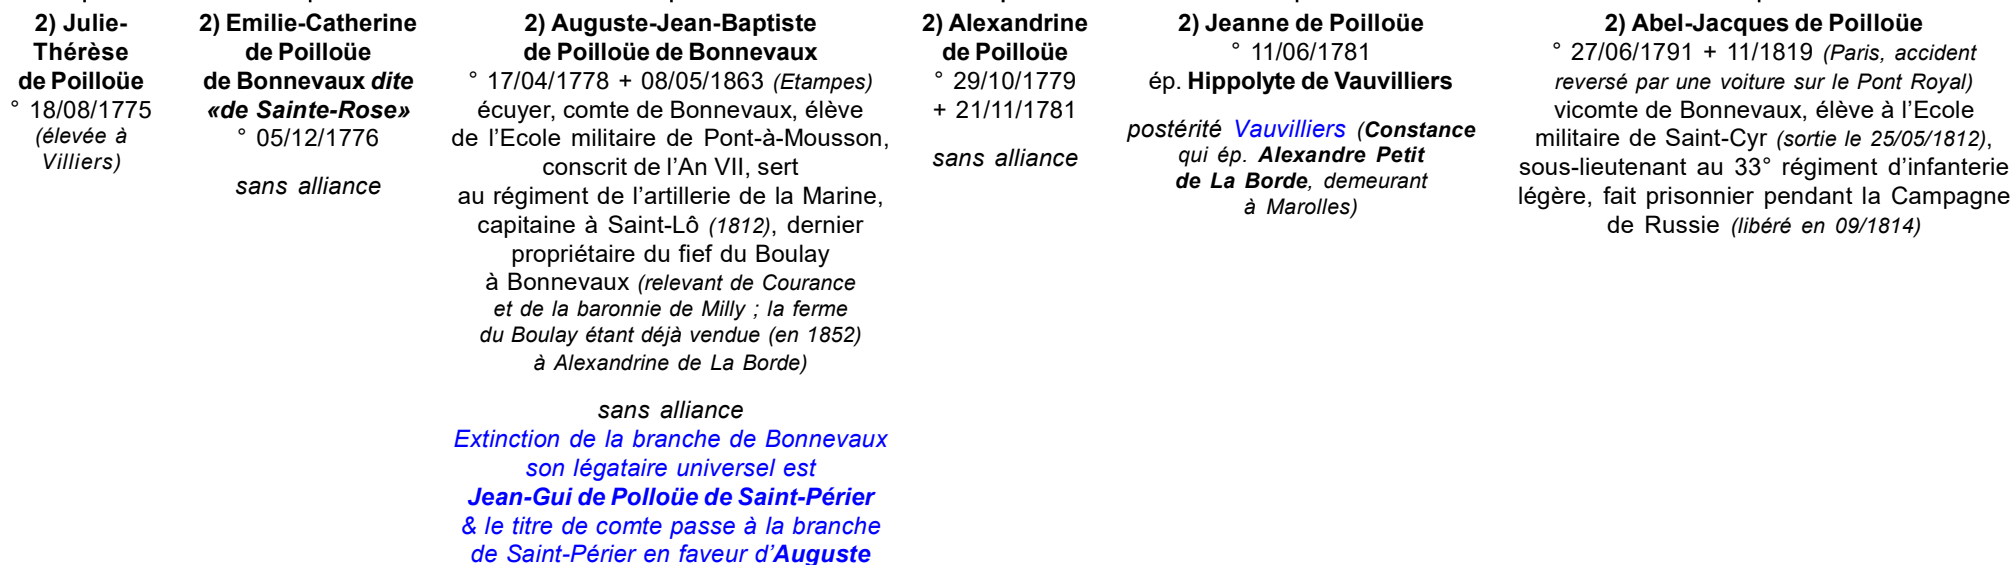 2) Julie-
Thérèse
de Poilloüe
° 18/08/1775
(élevée à
Villiers)
2) Emilie-Catherine
de Poilloüe
de Bonnevaux dite
«de Sainte-Rose»
° 05/12/1776
sans alliance
2) Auguste-Jean-Baptiste
de Poilloüe de Bonnevaux
° 17/04/1778 + 08/05/1863 (Etampes)
écuyer, comte de Bonnevaux, élève
de l’Ecole militaire de Pont-à-Mousson,
conscrit de l’An VII, sert
au régiment de l’artillerie de la Marine,
capitaine à Saint-Lô (1812), dernier
propriétaire du fief du Boulay
à Bonnevaux (relevant de Courance
et de la baronnie de Milly ; la ferme
du Boulay étant déjà vendue (en 1852)
à Alexandrine de La Borde)
sans alliance
Extinction de la branche de Bonnevaux
son légataire universel est
Jean-Gui de Polloüe de Saint-Périer
& le titre de comte passe à la branche
de Saint-Périer en faveur d’Auguste
2) Alexandrine
de Poilloüe
° 29/10/1779
+ 21/11/1781
sans alliance
2) Jeanne de Poilloüe
° 11/06/1781
ép. Hippolyte de Vauvilliers
postérité Vauvilliers (Constance
qui ép. Alexandre Petit
de La Borde, demeurant
à Marolles)
2) Abel-Jacques de Poilloüe
° 27/06/1791 + 11/1819 (Paris, accident
reversé par une voiture sur le Pont Royal)
vicomte de Bonnevaux, élève à l’Ecole
militaire de Saint-Cyr (sortie le 25/05/1812),
sous-lieutenant au 33° régiment d’infanterie
légère, fait prisonnier pendant la Campagne
de Russie (libéré en 09/1814)